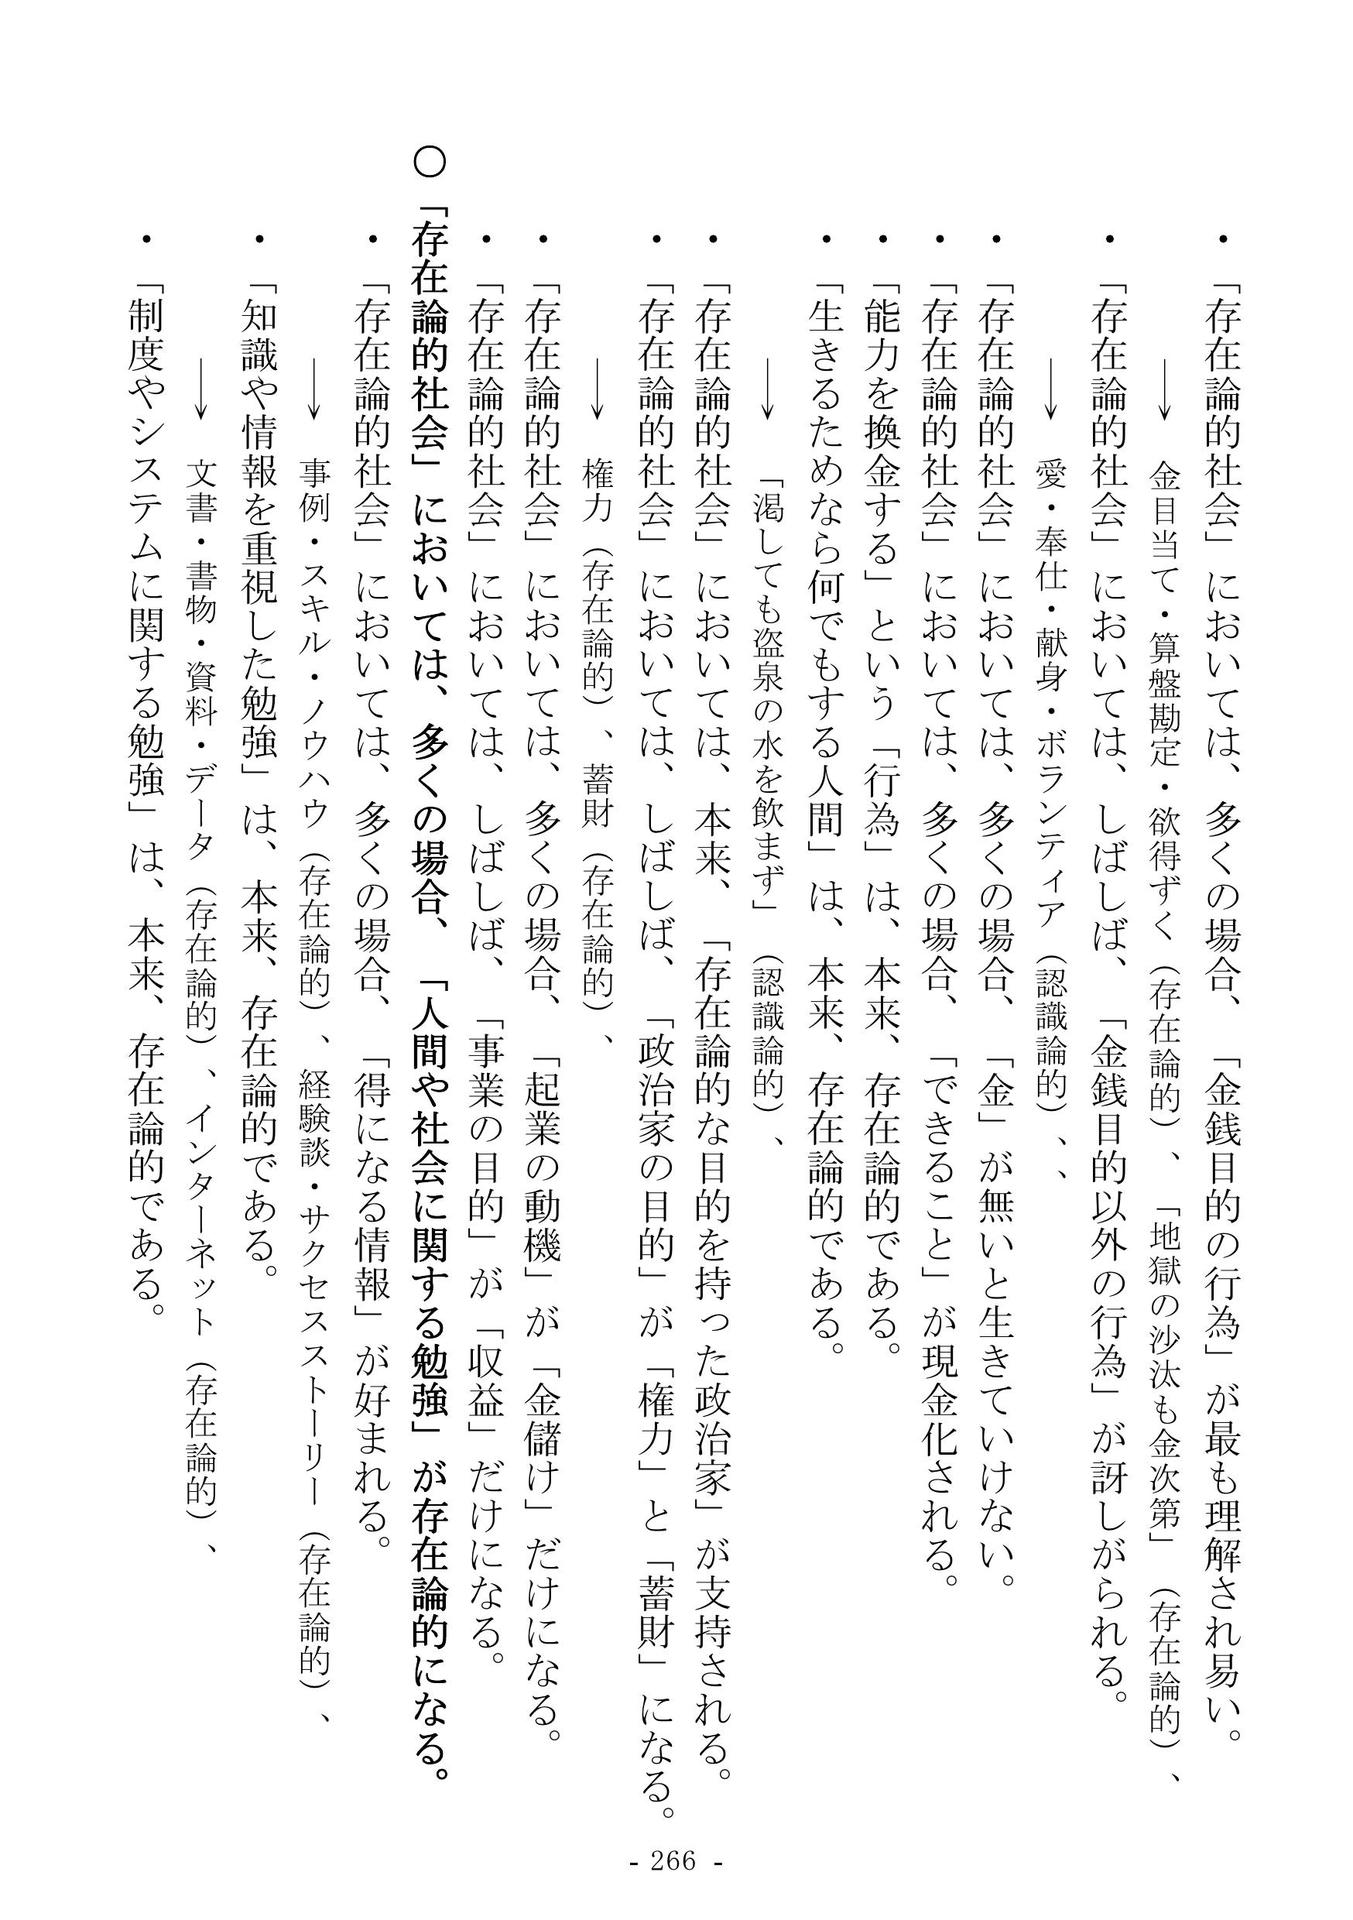 ・「存在論的社会」においては、多くの場合、「金銭目的の行為」が最も理解され易い。
→　金目当て・算盤勘定・欲得ずく（存在論的）、「地獄の沙汰も金次第」（存在論的）、
・「存在論的社会」においては、しばしば、「金銭目的以外の行為」が訝しがられる。
→　愛・奉仕・献身・ボランティア（認識論的）、、
・「存在論的社会」においては、多くの場合、「金」が無いと生きていけない。
・「存在論的社会」においては、多くの場合、「できること」が現金化される。
・「能力を換金する」という「行為」は、本来、存在論的である。
・「生きるためなら何でもする人間」は、本来、存在論的である。
→　「渇しても盗泉の水を飲まず」（認識論的）、
・「存在論的社会」においては、本来、「存在論的な目的を持った政治家」が支持される。
・「存在論的社会」においては、しばしば、「政治家の目的」が「権力」と「蓄財」になる。
→　権力（存在論的）、蓄財（存在論的）、
・「存在論的社会」においては、多くの場合、「起業の動機」が「金儲け」だけになる。
・「存在論的社会」においては、しばしば、「事業の目的」が「収益」だけになる。
〇「存在論的社会」においては、多くの場合、「人間や社会に関する勉強」が存在論的になる。
・「存在論的社会」においては、多くの場合、「得になる情報」が好まれる。
→　事例・スキル・ノウハウ（存在論的）、経験談・サクセスストーリー（存在論的）、
・「知識や情報を重視した勉強」は、本来、存在論的である。
→　文書・書物・資料・データ（存在論的）、インターネット（存在論的）、
・「制度やシステムに関する勉強」は、本来、存在論的である。
- 266 -